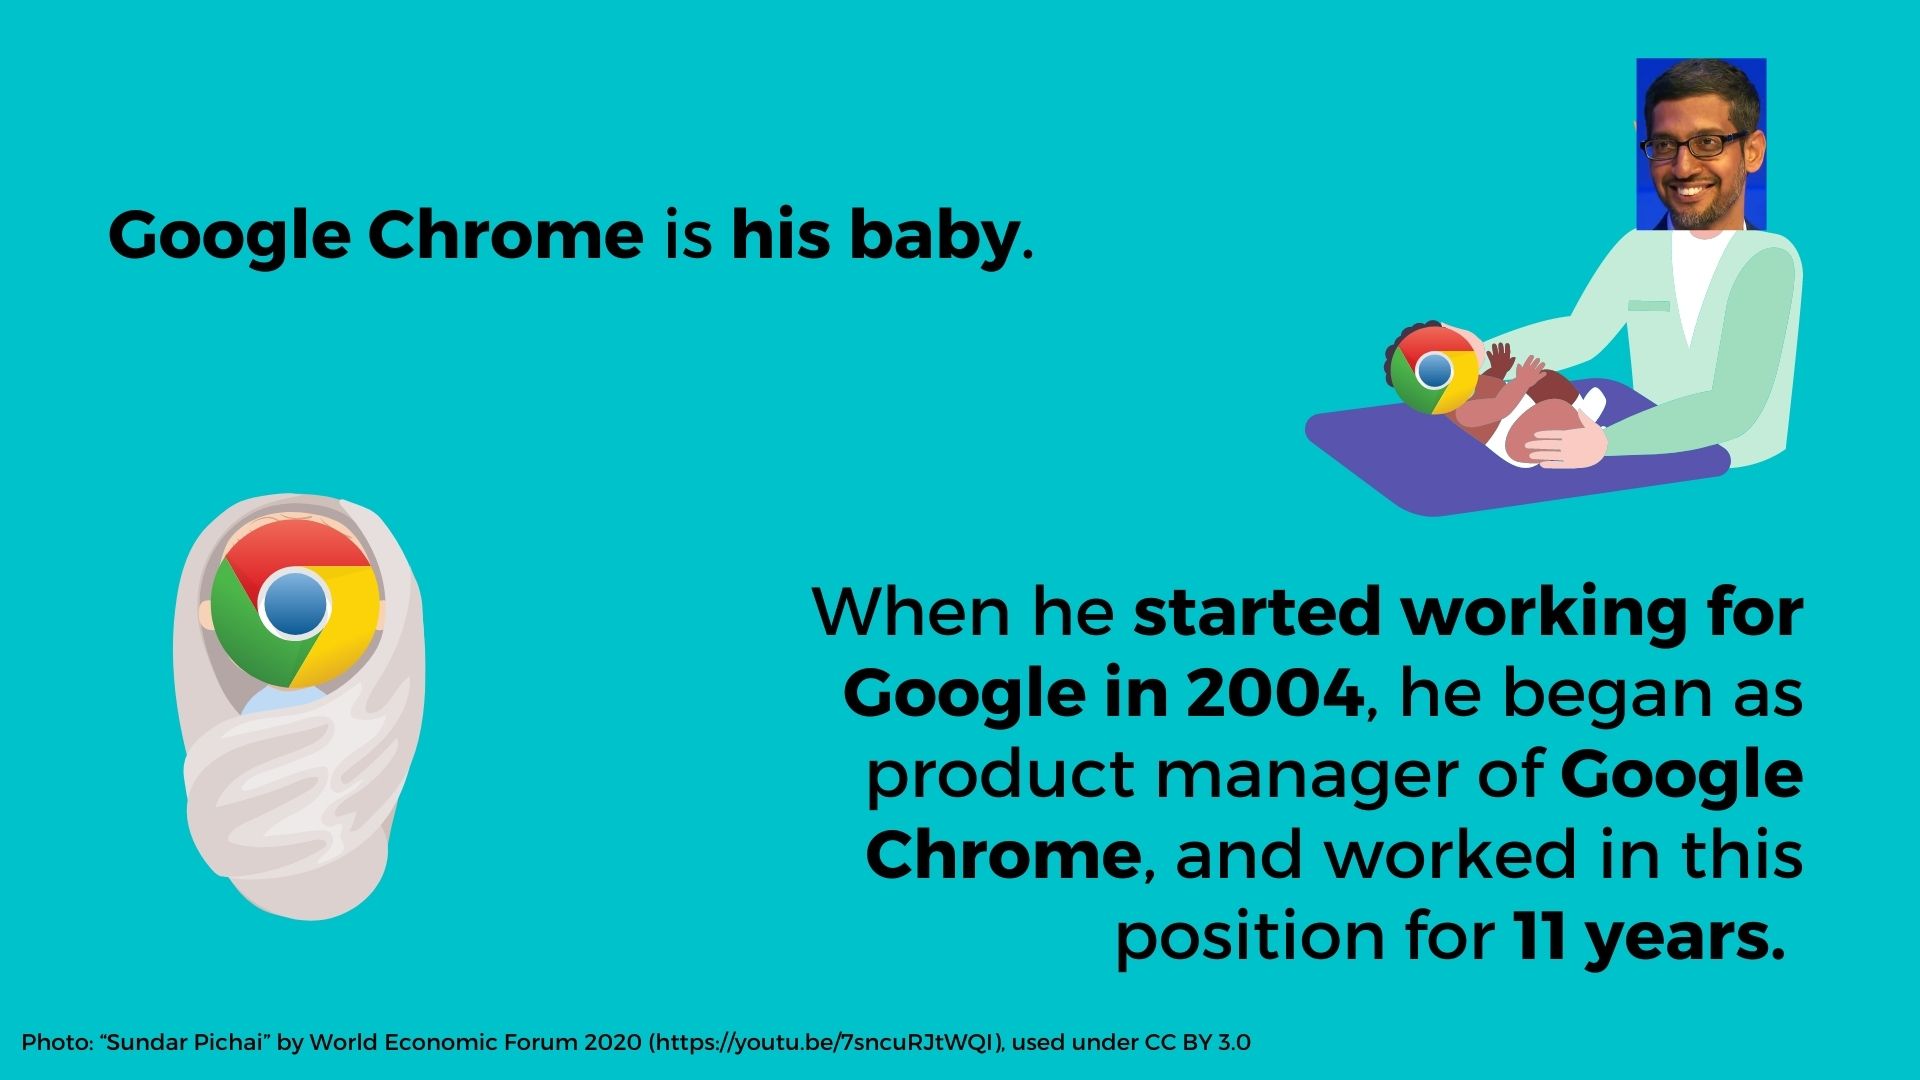 Google Chrome is his baby.
When he started working for
Google in 2004, he began as
product manager of Google
Chrome, and worked in this
position for 11 years.
Photo: “Sundar Pichai” by World Economic Forum 2020 (https://youtu.be/7sncuRJtWQI), used under CC BY 3.0